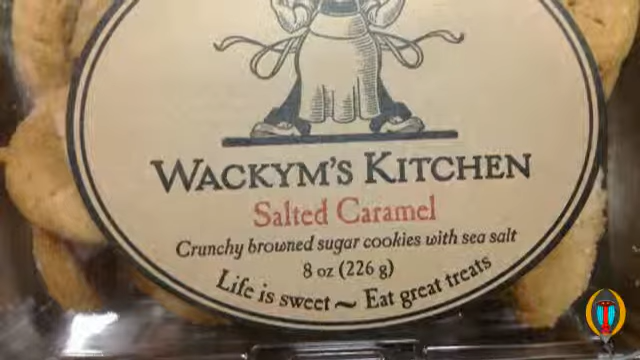 WACKYM'S KITCHEN
Salted Caramel
Crunchy browned sugar cookies with sea salt
8 oz (226 g)
Life is sweet ~ Eat great treats